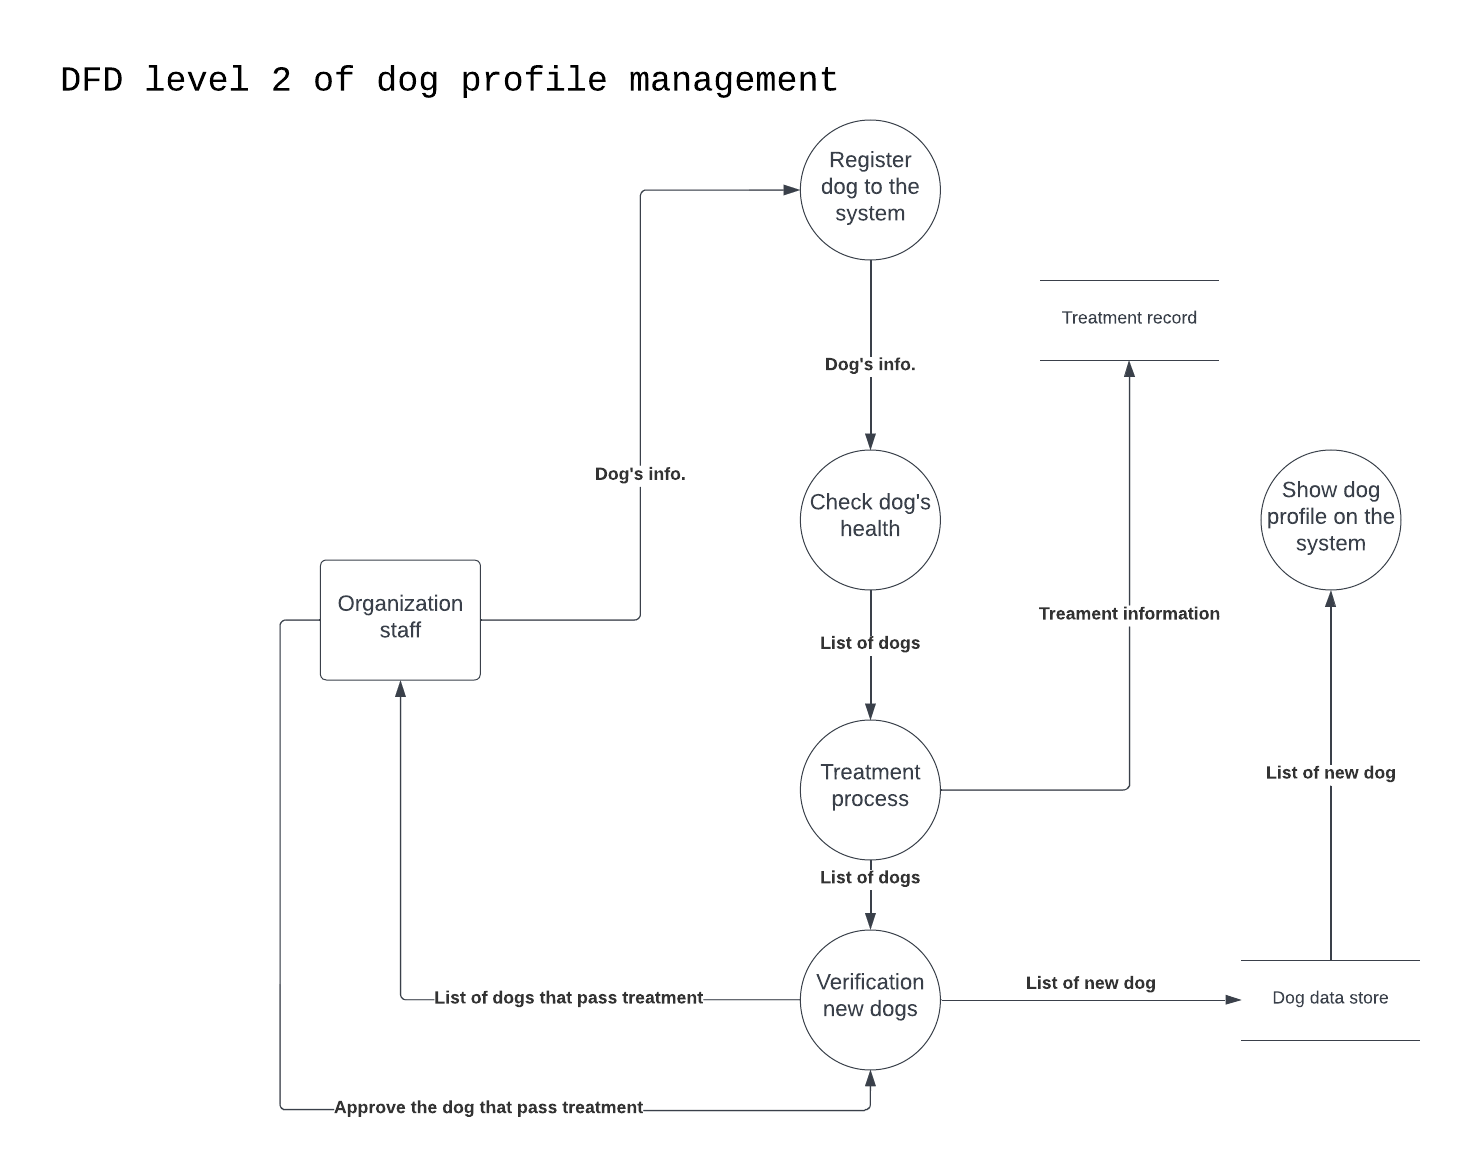 DFD level 2 of dog profile management
Register
dog to the
system
Treatment record
Dog's info.
Dog's info.
Check dog's
health
Show dog
profile on the
system
Organization
staff
Treament information
List of dogs
Treatment
process
List of new dog
List of dogs
Verification
new dogs
List of dogs that pass treatment
List of new dog
Dog data store
Approve the dog that pass treatment